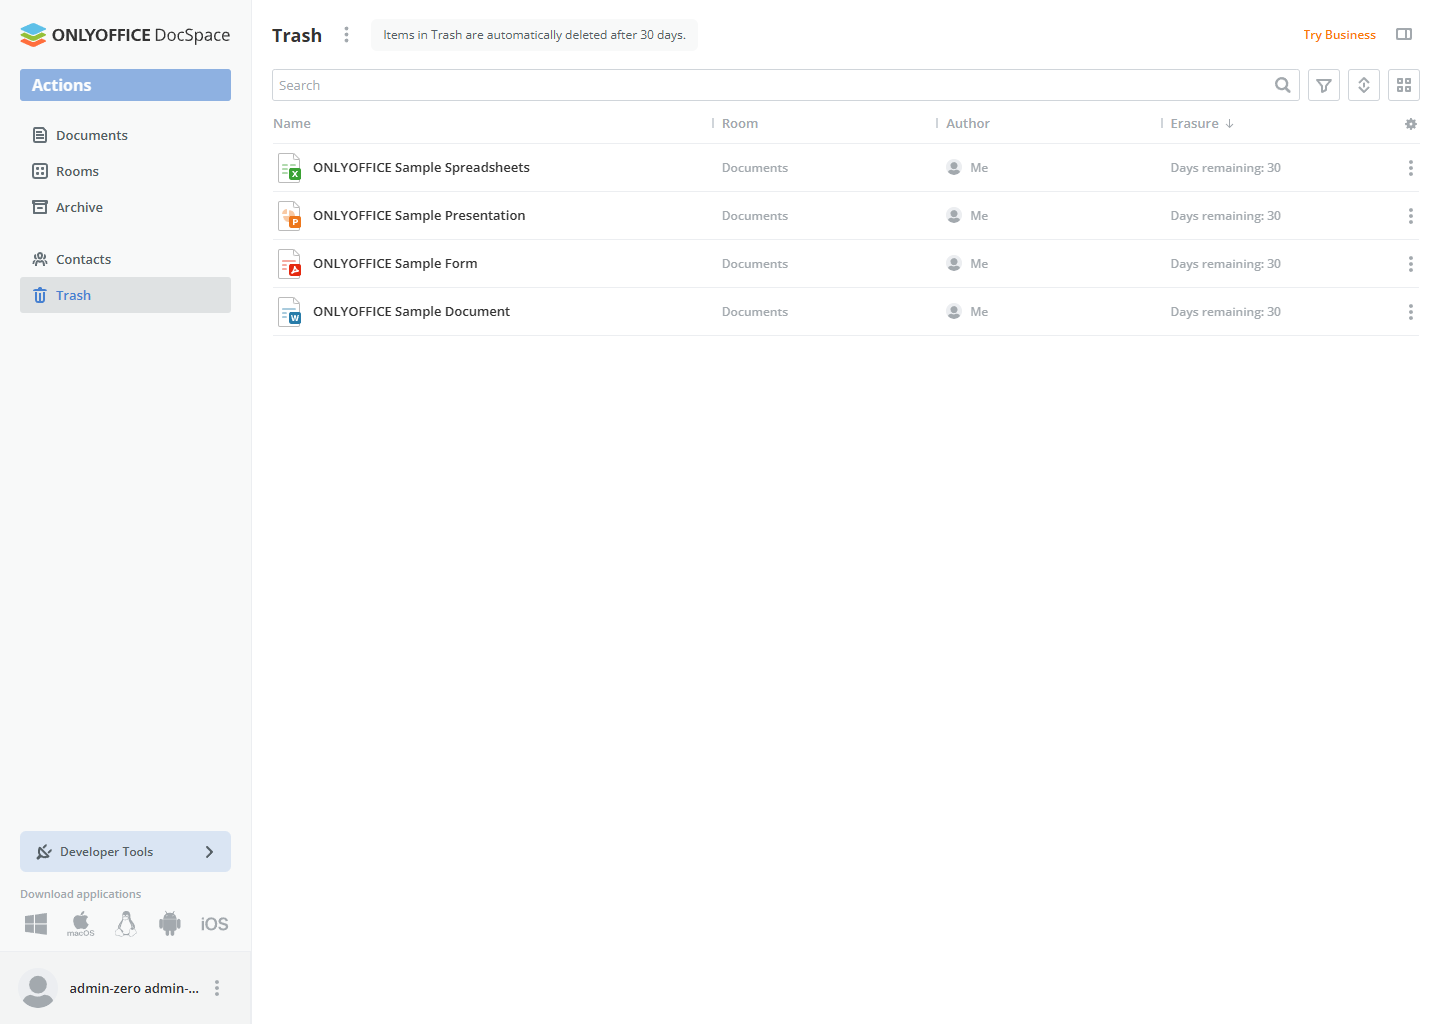 ONLYOFFICE DocSpace
Actions
Documents
Rooms
Archive
Contacts
Trash
Developer Tools
Download applications
macOS
iOS
admin-zero admin-...
Trash
Items in Trash are automatically deleted after 30 days.
Try Business
Search
Name Room Author Erasure
ONLYOFFICE Sample Spreadsheets Documents Me Days remaining: 30
ONLYOFFICE Sample Presentation Documents Me Days remaining: 30
ONLYOFFICE Sample Form Documents Me Days remaining: 30
ONLYOFFICE Sample Document Documents Me Days remaining: 30